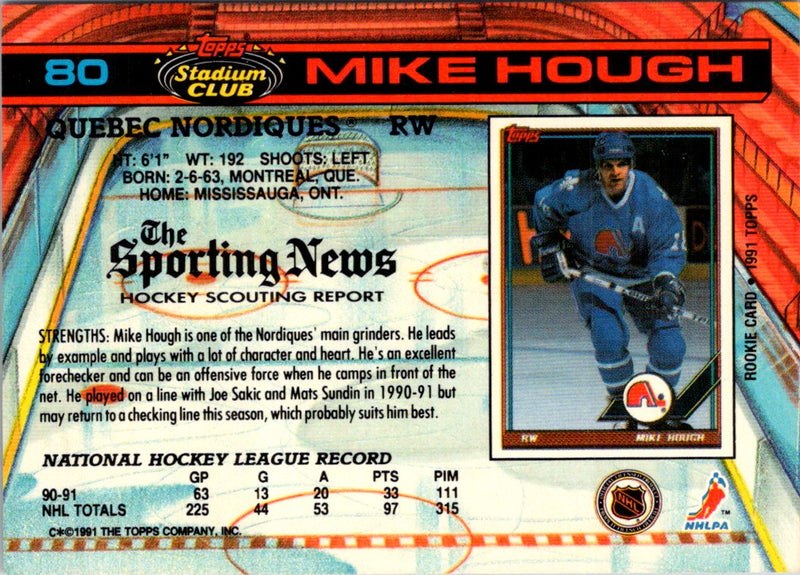 80
Topps
Stadium
CLUB
MIKE HOUGH
QUEBEC NORDIQUES® RW
HT: 6'1" WT: 192 SHOOTS: LEFT
BORN: 2-6-63, MONTREAL, QUE.
HOME: MISSISSAUGA, ONT.
The
Sporting News
HOCKEY SCOUTING REPORT
STRENGTHS: Mike Hough is one of the Nordiques' main grinders. He leads
by example and plays with a lot of character and heart. He's an excellent
forechecker and can be an offensive force when he camps in front of the
net. He played on a line with Joe Sakic and Mats Sundin in 1990-91 but
may return to a checking line this season, which probably suits him best.
Topps
A
RW MIKE HOUGH
ROOKIE CARD • 1991 TOPPS
NATIONAL HOCKEY LEAGUE RECORD
GP G A PTS PIM
90-91 63 13 20 33 111
NHL TOTALS 225 44 53 97 315
C*©1991 THE TOPPS COMPANY, INC.
NHL
NHLPA ™